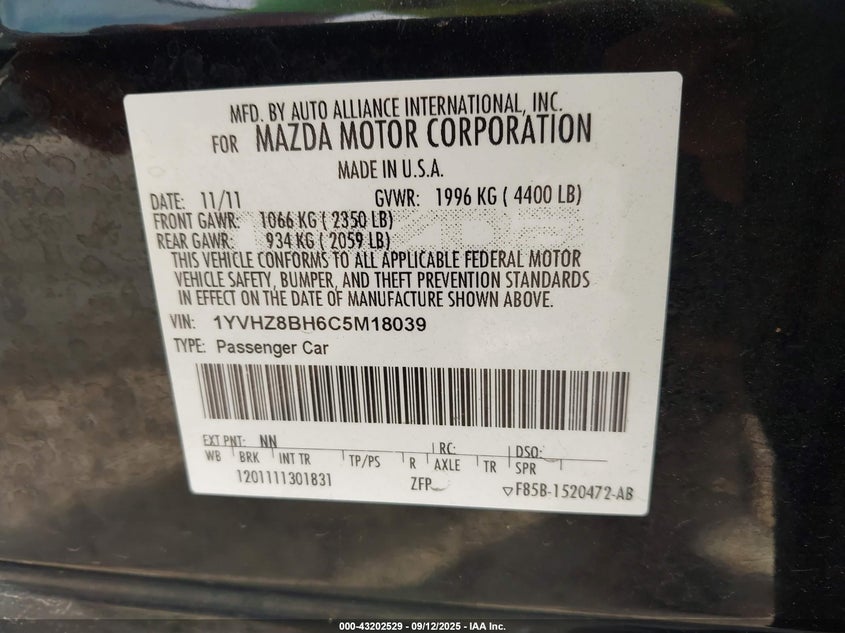 MFD. BY AUTO ALLIANCE INTERNATIONAL, INC.
FOR MAZDA MOTOR CORPORATION
MADE IN U.S.A.
DATE: 11/11 GVWR: 1996 KG ( 4400 LB)
FRONT GAWR: 1066 KG ( 2350 LB)
REAR GAWR: 934 KG ( 2059 LB)
THIS VEHICLE CONFORMS TO ALL APPLICABLE FEDERAL MOTOR
VEHICLE SAFETY, BUMPER, AND THEFT PREVENTION STANDARDS
IN EFFECT ON THE DATE OF MANUFACTURE SHOWN ABOVE.
VIN: 1YVHZ8BH6C5M18039
TYPE: Passenger Car
EXT PNT: NN RC: DSO:
WB BRK INT TR TP/PS R AXLE TR SPR
1201111301831 ZFP F85B-1520472-AB
000-43202529 - 09/12/2025 - IAA Inc.